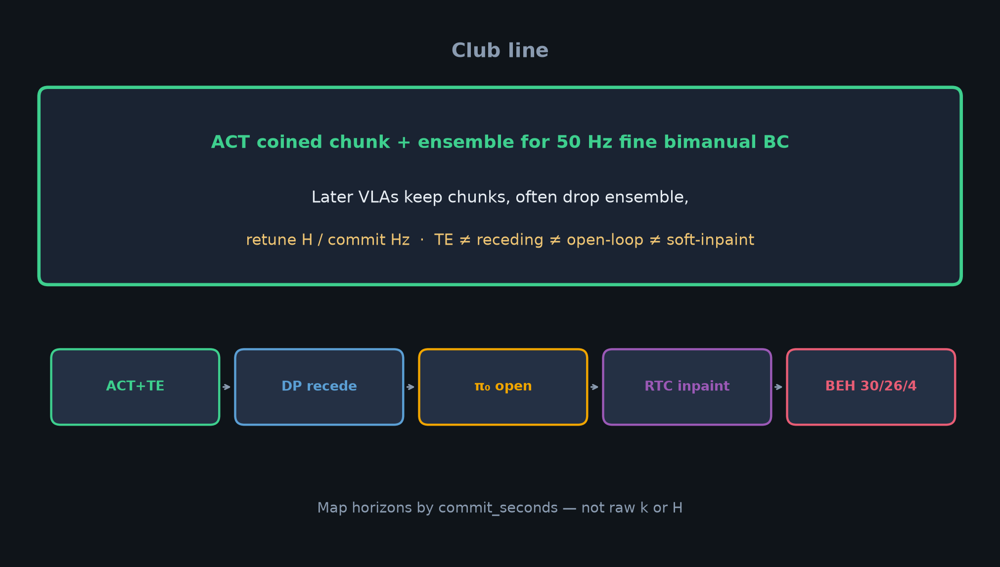 Club line
ACT coined chunk + ensemble for 50 Hz fine bimanual BC
Later VLAs keep chunks, often drop ensemble,
retune H / commit Hz · TE ≠ receding ≠ open-loop ≠ soft-inpaint
ACT+TE
DP recede
π₀ open
RTC inpaint
BEH 30/26/4
Map horizons by commit_seconds — not raw k or H